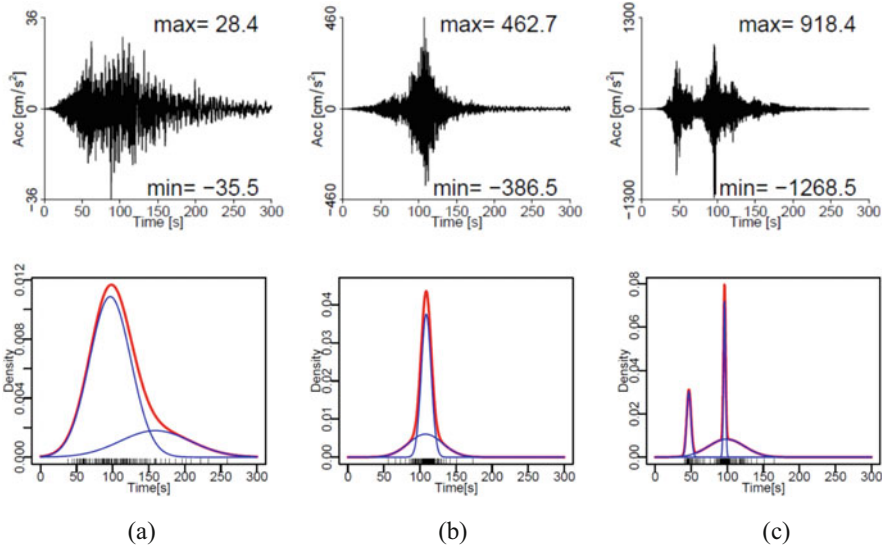 36
0
−36
Acc [cm/s²]
max= 28.4
min= −35.5
0 50 100 150 200 250 300
Time [s]
460
0
−460
Acc [cm/s²]
max= 462.7
min= −386.5
0 50 100 150 200 250 300
Time [s]
1300
0
−1300
Acc [cm/s²]
max= 918.4
min= −1268.5
0 50 100 150 200 250 300
Time [s]
0.012
0.008
0.004
0.000
Density
0 50 100 150 200 250 300
Time[s]
0.04
0.03
0.02
0.01
0.00
Density
0 50 100 150 200 250 300
Time[s]
0.08
0.06
0.04
0.02
0.00
Density
0 50 100 150 200 250 300
Time[s]
(a) (b) (c)